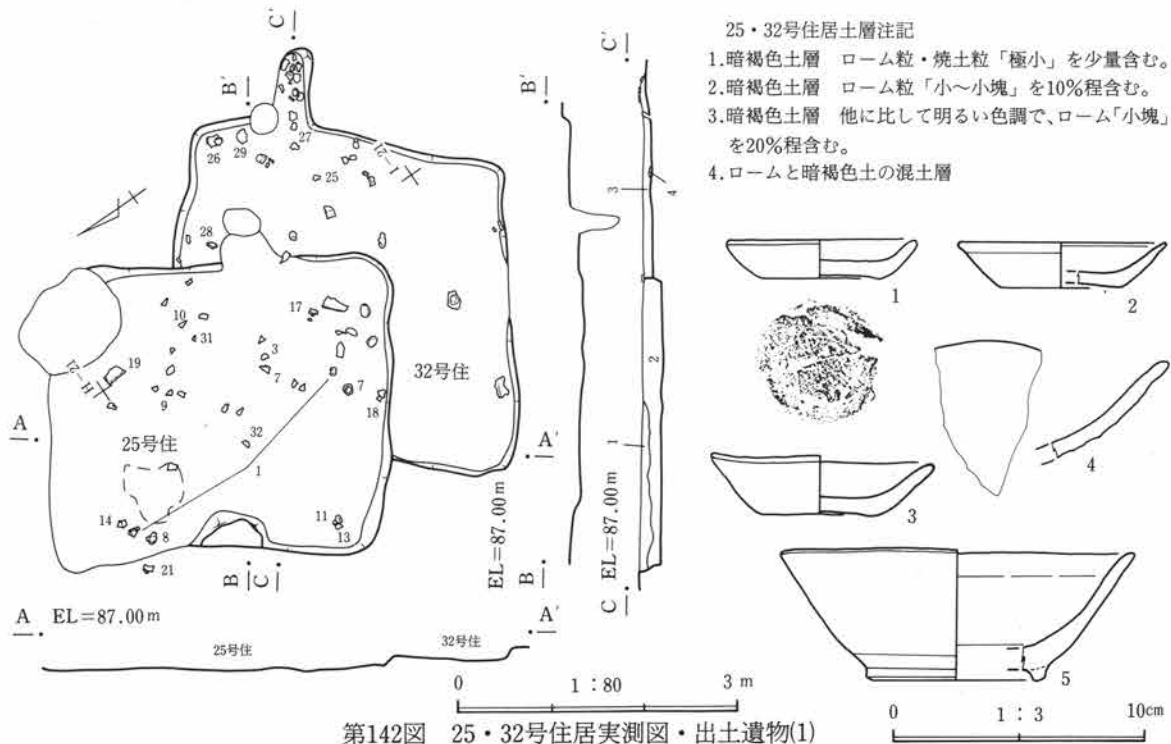 25・32号住居土層注記
1.暗褐色土層　ローム粒・焼土粒「極小」を少量含む。
2.暗褐色土層　ローム粒「小～小塊」を10%程含む。
3.暗褐色土層　他に比して明るい色調で、ローム「小塊」
を20%程含む。
4.ロームと暗褐色土の混土層
C'
B'
26
29
27
8
I-21
25
28
10
31
17
3
7
7
19
H-21
9
18
32号住
A
25号住
32
1
A'
14
8
11
13
21
B
C
EL=87.00m
A
EL=87.00m
A'
25号住
32号住
B'
B
C'
3
4
2
1
EL=87.00m
C
1
2
3
4
5
0
1:80
3m
0
1:3
10cm
第142図　25・32号住居実測図・出土遺物(1)